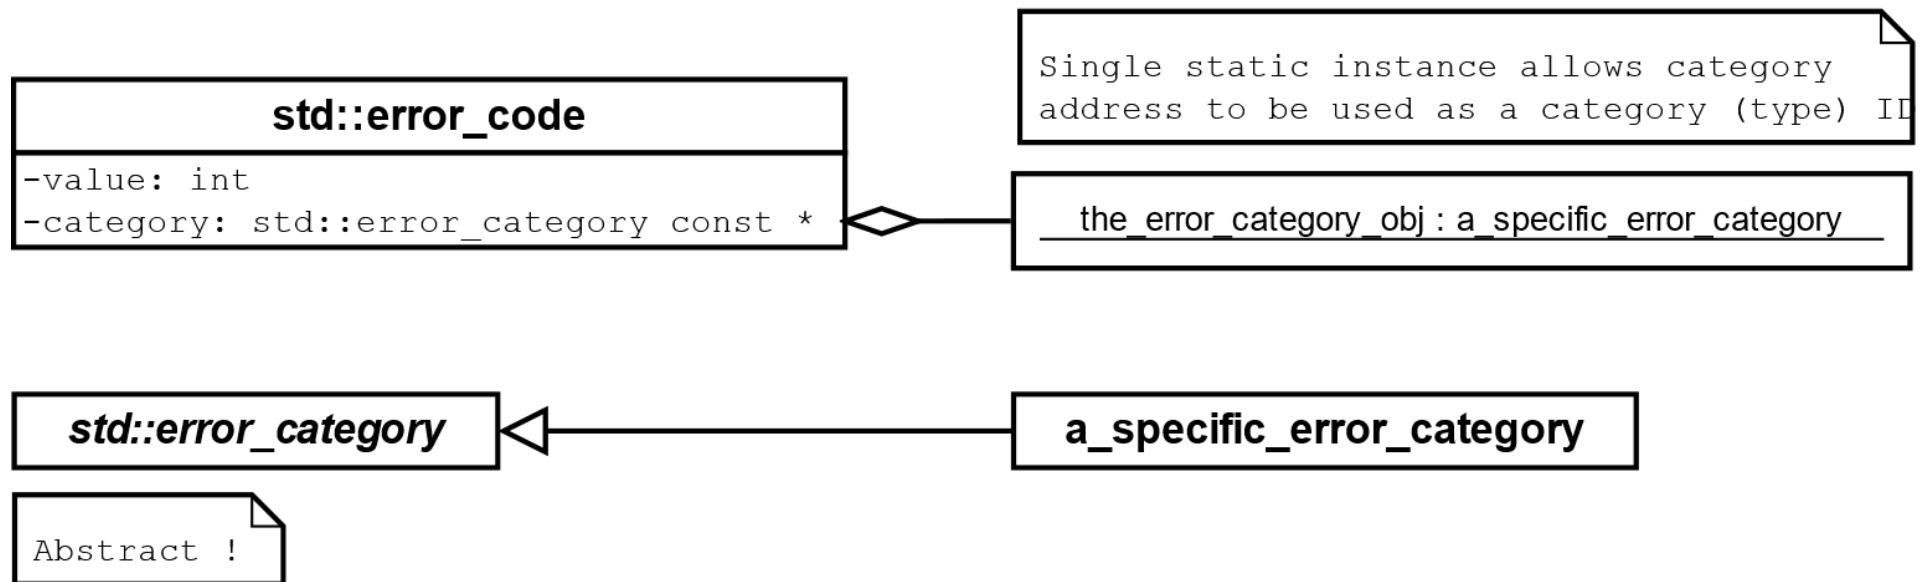 Single static instance allows category
address to be used as a category (type) ID
std::error_code
-value: int
-category: std::error_category const *
the_error_category_obj : a_specific_error_category
std::error_category
a_specific_error_category
Abstract !